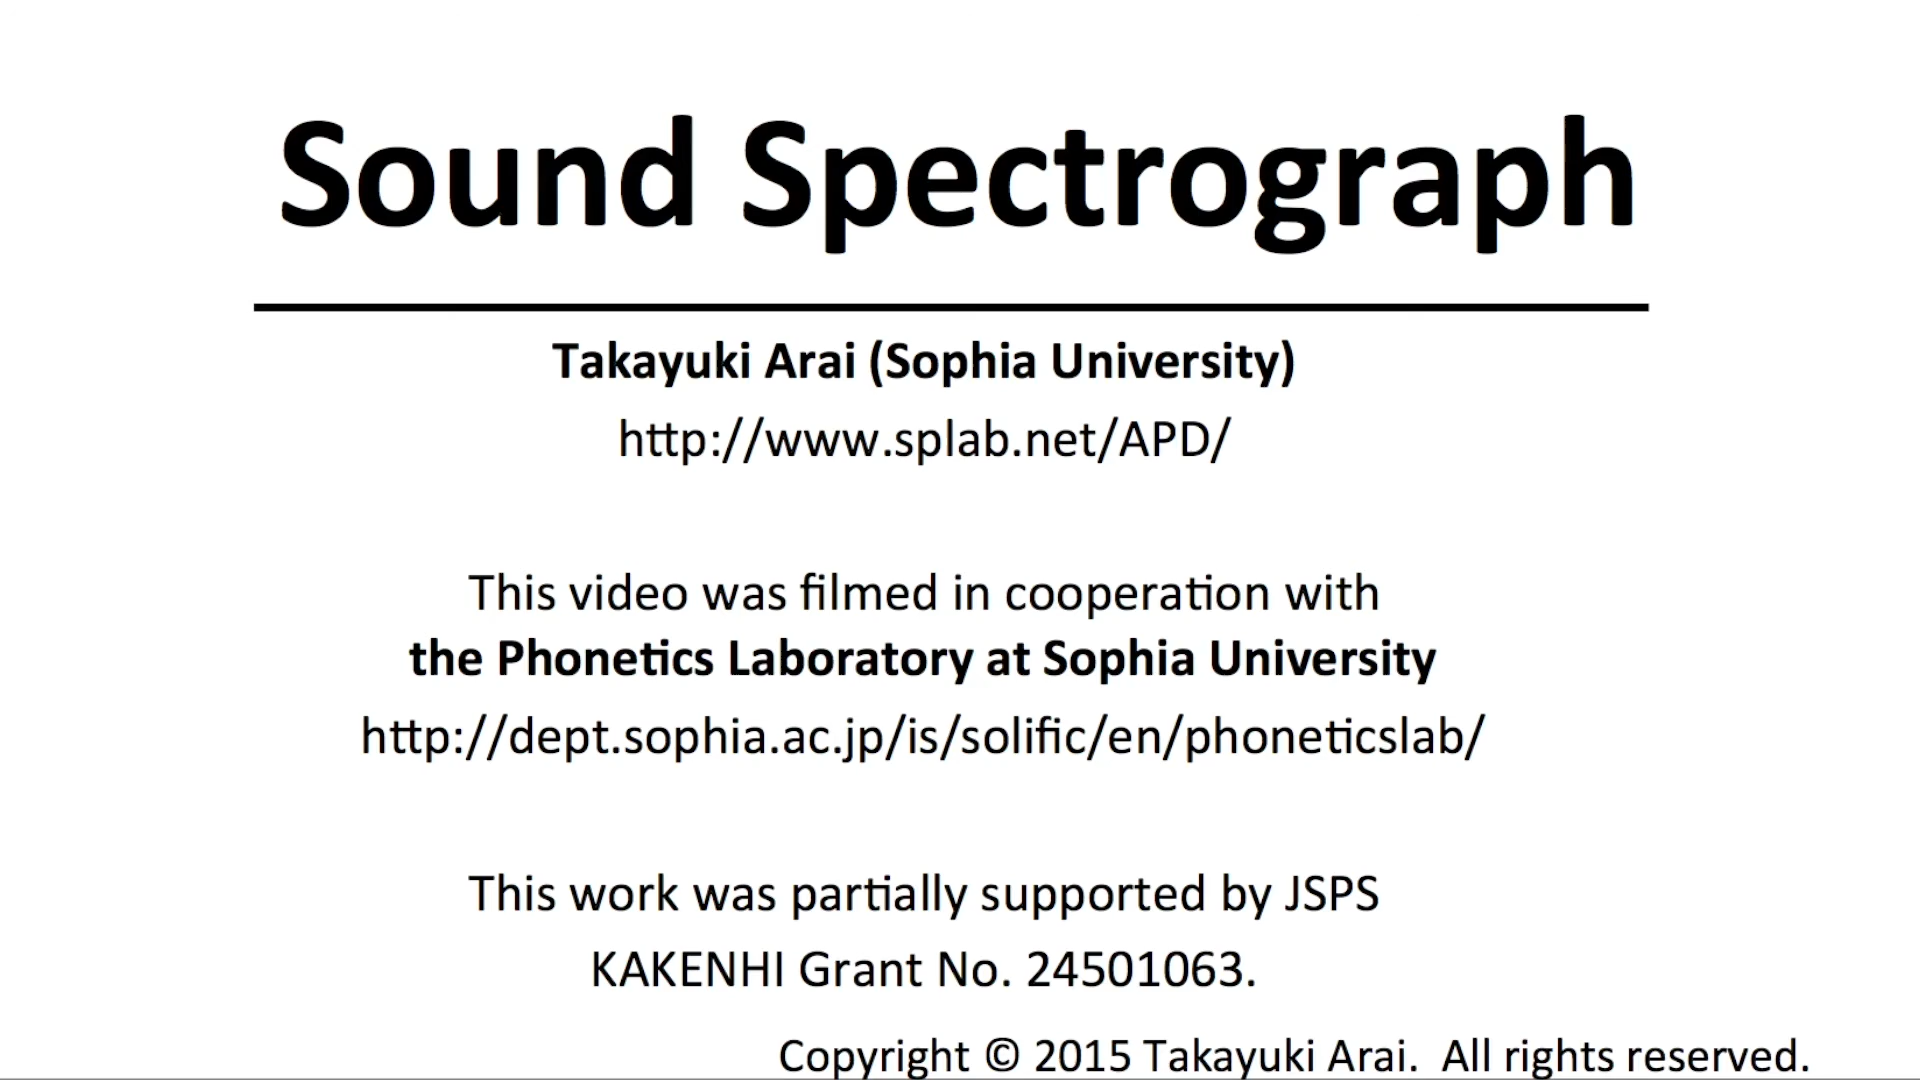 Sound Spectrograph
Takayuki Arai (Sophia University)
http://www.splab.net/APD/
This video was filmed in cooperation with
the Phonetics Laboratory at Sophia University
http://dept.sophia.ac.jp/is/solific/en/phoneticslab/
This work was partially supported by JSPS
KAKENHI Grant No. 24501063.
Copyright © 2015 Takayuki Arai.  All rights reserved.